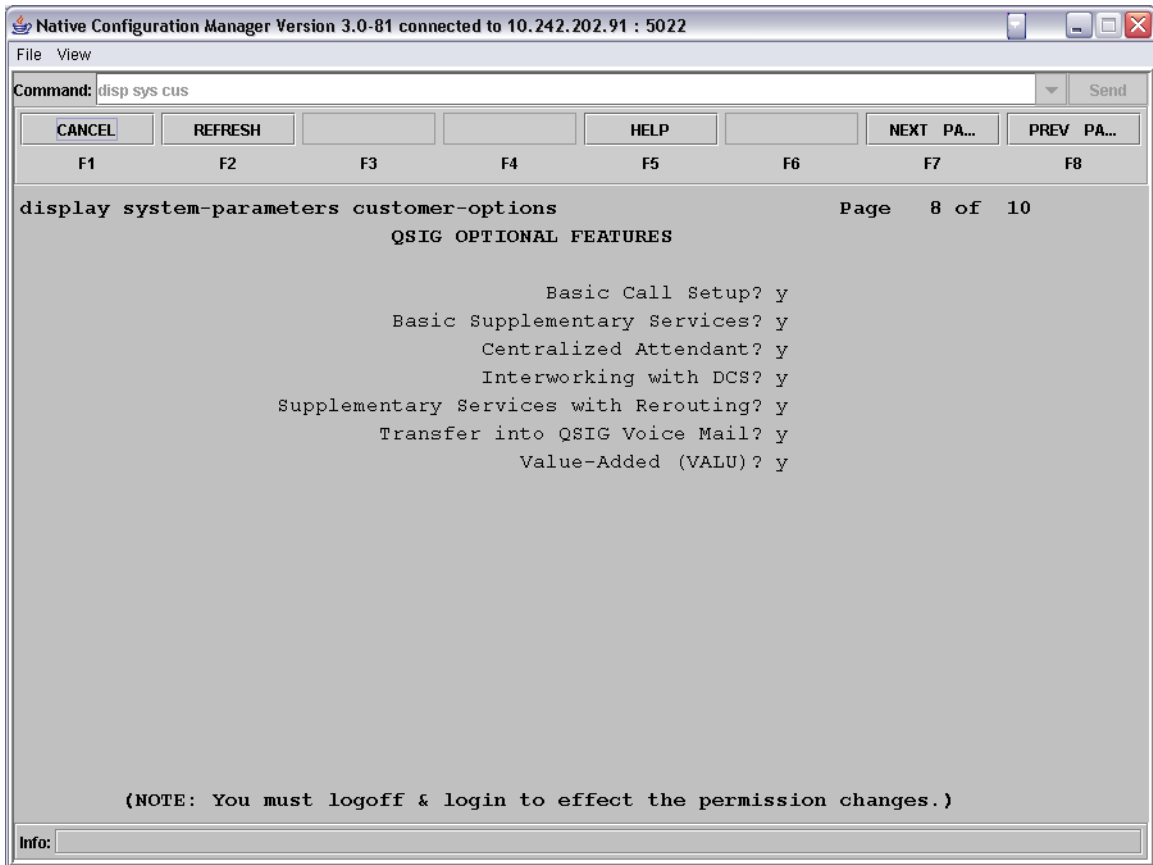 Native Configuration Manager Version 3.0-81 connected to 10.242.202.91 : 5022
File View
Command: disp sys cus Send
CANCEL REFRESH HELP NEXT PA... PREV PA...
F1 F2 F3 F4 F5 F6 F7 F8
display system-parameters customer-options Page 8 of 10
QSIG OPTIONAL FEATURES
Basic Call Setup? y
Basic Supplementary Services? y
Centralized Attendant? y
Interworking with DCS? y
Supplementary Services with Rerouting? y
Transfer into QSIG Voice Mail? y
Value-Added (VALU)? y
(NOTE: You must logoff & login to effect the permission changes.)
Info: